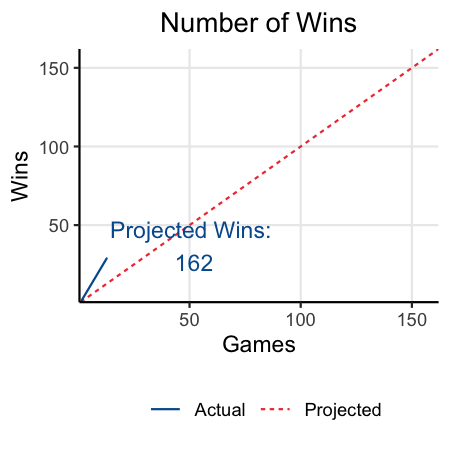 Number of Wins
Wins
150
100
50
Projected Wins:
162
50
100
150
Games
Actual
Projected